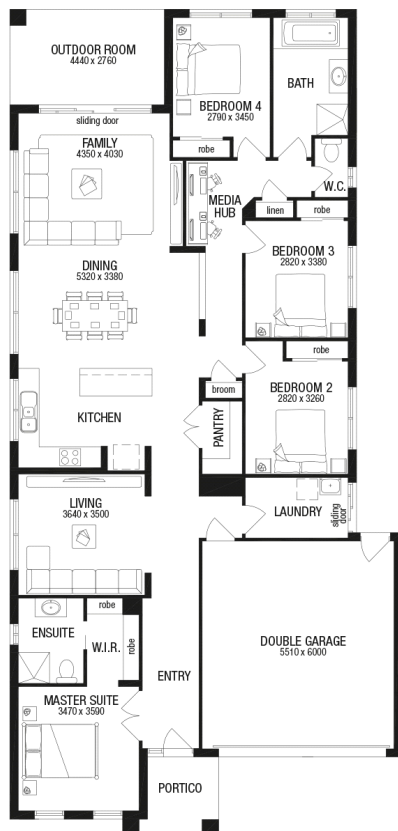 OUTDOOR ROOM
4440 x 2760
BEDROOM 4
2790 x 3450
BATH
sliding door
FAMILY
4350 x 4030
robe
MEDIA
HUB
W.C.
linen
robe
DINING
5320 x 3380
BEDROOM 3
2820 x 3380
robe
broom
BEDROOM 2
2820 x 3260
KITCHEN
PANTRY
LIVING
3640 x 3500
LAUNDRY
sliding
door
robe
ENSUITE
W.I.R.
robe
DOUBLE GARAGE
5510 x 6000
ENTRY
MASTER SUITE
3470 x 3590
PORTICO